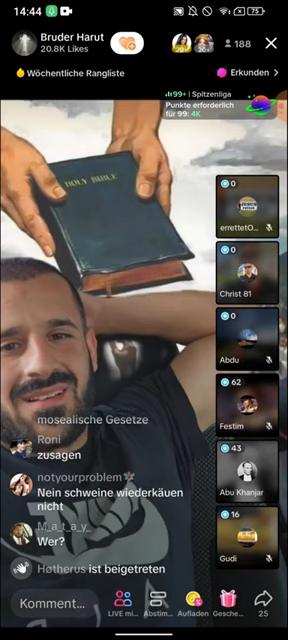 14:44
75
Bruder Harut
20.8K Likes
188
Wöchentliche Rangliste
Erkunden >
99+ | Spitzenliga
Punkte erforderlich
für 99: 4K
HOLY BIBLE
0
errettetO...
0
Christ 81
0
Abdu
62
Festim
43
Abu Khanjar
16
Gudi
mosealische Gesetze
Roni
zusagen
notyourproblem
Nein schweine wiederkäuen
nicht
M_a_t_a_y_
Wer?
Hotherus ist beigetreten
Komment...
LIVE mi...
Abstim...
Aufladen
Gesche...
25